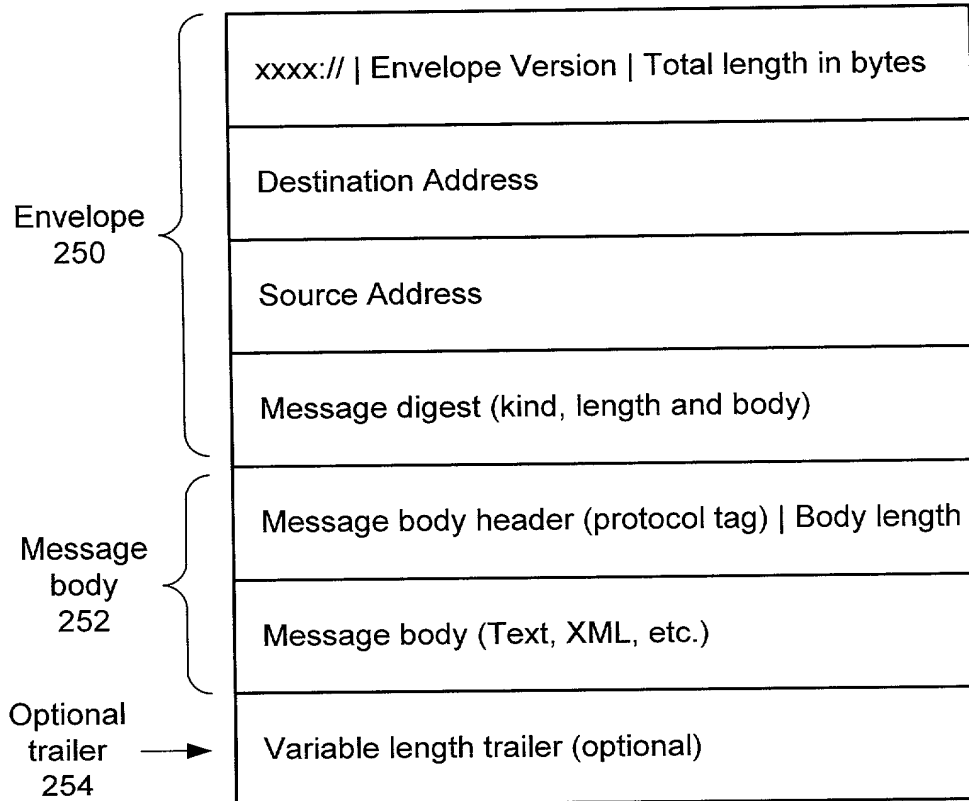 xxxx:// | Envelope Version | Total length in bytes
Destination Address
Envelope
250
Source Address
Message digest (kind, length and body)
Message body header (protocol tag) | Body length
Message
body
252
Message body (Text, XML, etc.)
Optional
trailer
254
Variable length trailer (optional)